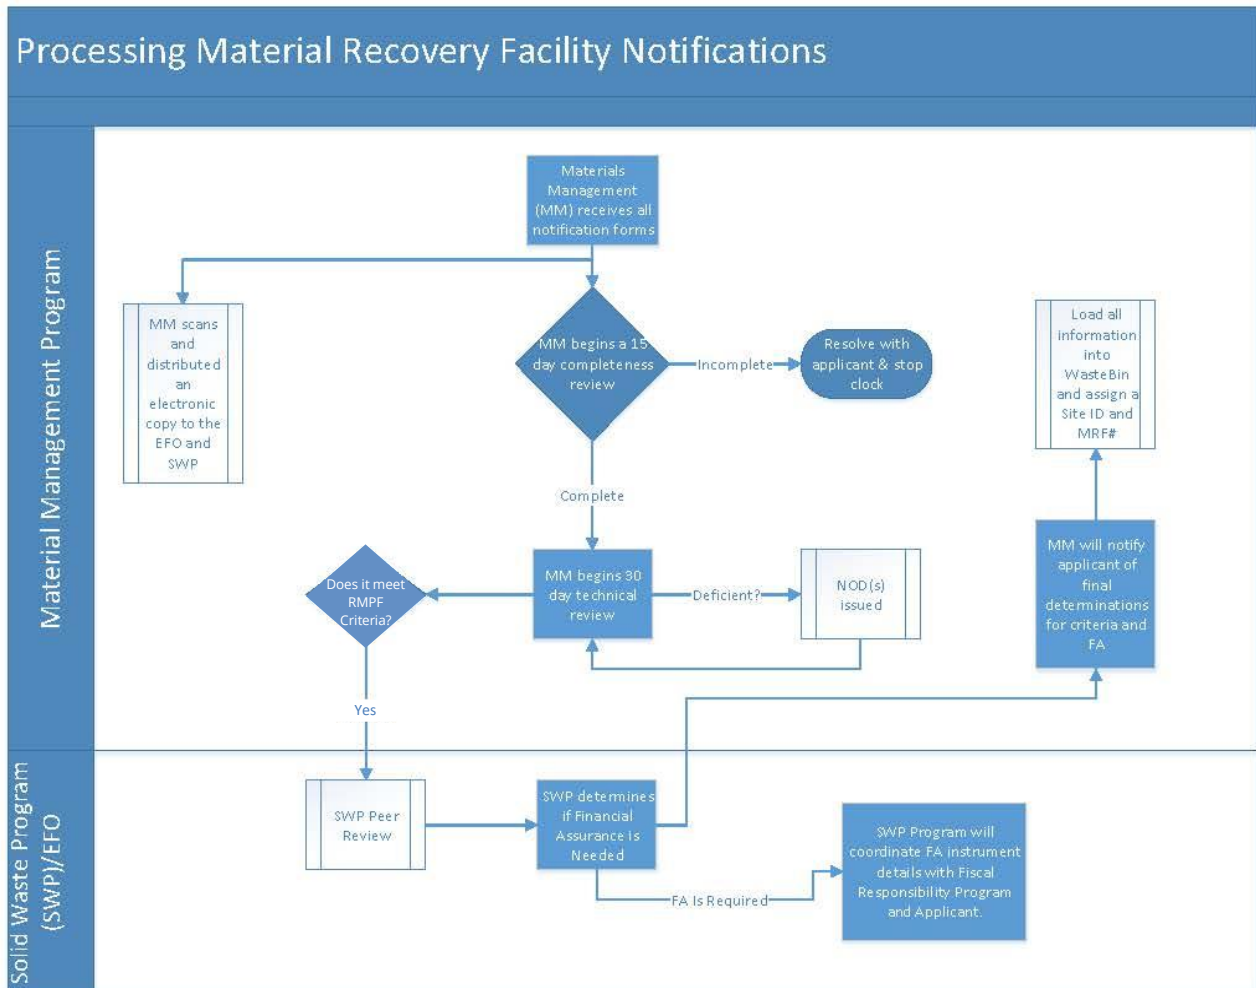 Processing Material Recovery Facility Notifications
Material Management Program
Materials
Management
(MM) receives all
notification forms
MM scans
and
distributed
an
electronic
copy to the
EFO and
SWP
MM begins a 15
day completeness
review
Incomplete
Resolve with
applicant & stop
clock
Load all
information
into
WasteBin
and assign a
Site ID and
MRF#
Complete
Does it meet
RMPF
Criteria?
MM begins 30
day technical
review
Deficient?
NOD(s)
issued
MM will notify
applicant of
final
determinations
for criteria and
FA
Yes
Solid Waste Program
(SWP)/EFO
SWP Peer
Review
SWP determines
if Financial
Assurance is
Needed
FA Is Required
SWP Program will
coordinate FA instrument
details with Fiscal
Responsibility Program
and Applicant.